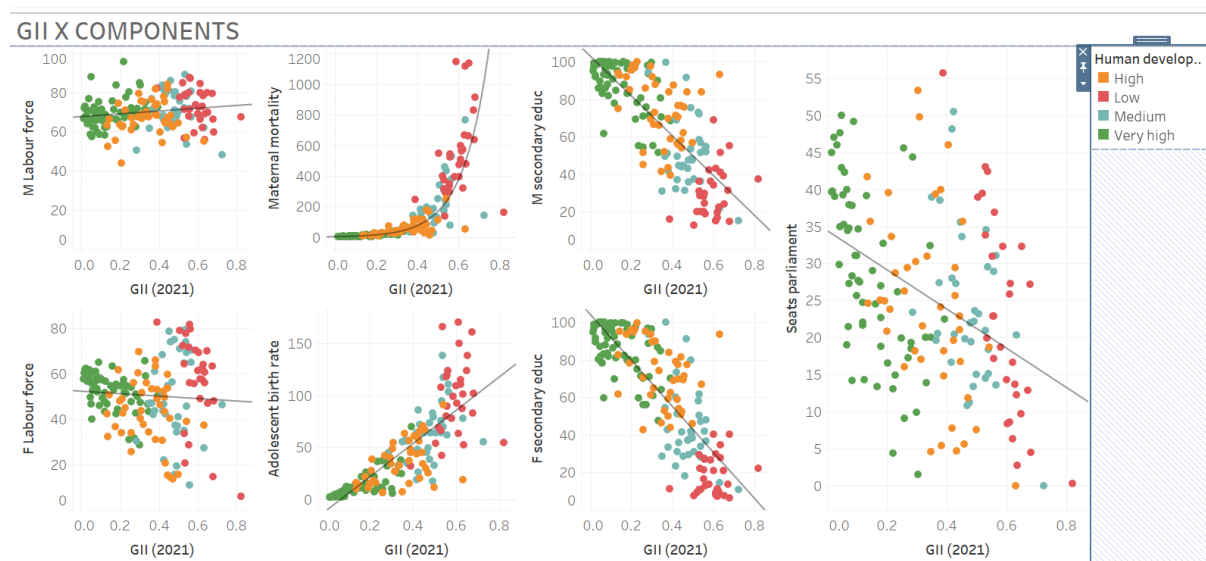 GII X COMPONENTS
M Labour force
100
80
60
40
20
0
0.0 0.2 0.4 0.6 0.8
GII (2021)
Maternal mortality
1200
1000
800
600
400
200
0
0.0 0.2 0.4 0.6 0.8
GII (2021)
M secondary educ
100
80
60
40
20
0
0.0 0.2 0.4 0.6 0.8
GII (2021)
F Labour force
80
60
40
20
0
0.0 0.2 0.4 0.6 0.8
GII (2021)
Adoloscent birth rate
150
100
50
0
0.0 0.2 0.4 0.6 0.8
GII (2021)
F secondary educ
100
80
60
40
20
0
0.0 0.2 0.4 0.6 0.8
GII (2021)
Seats parliament
55
50
45
40
35
30
25
20
15
10
5
0
0.0 0.2 0.4 0.6 0.8
GII (2021)
Human develop..
High
Low
Medium
Very high